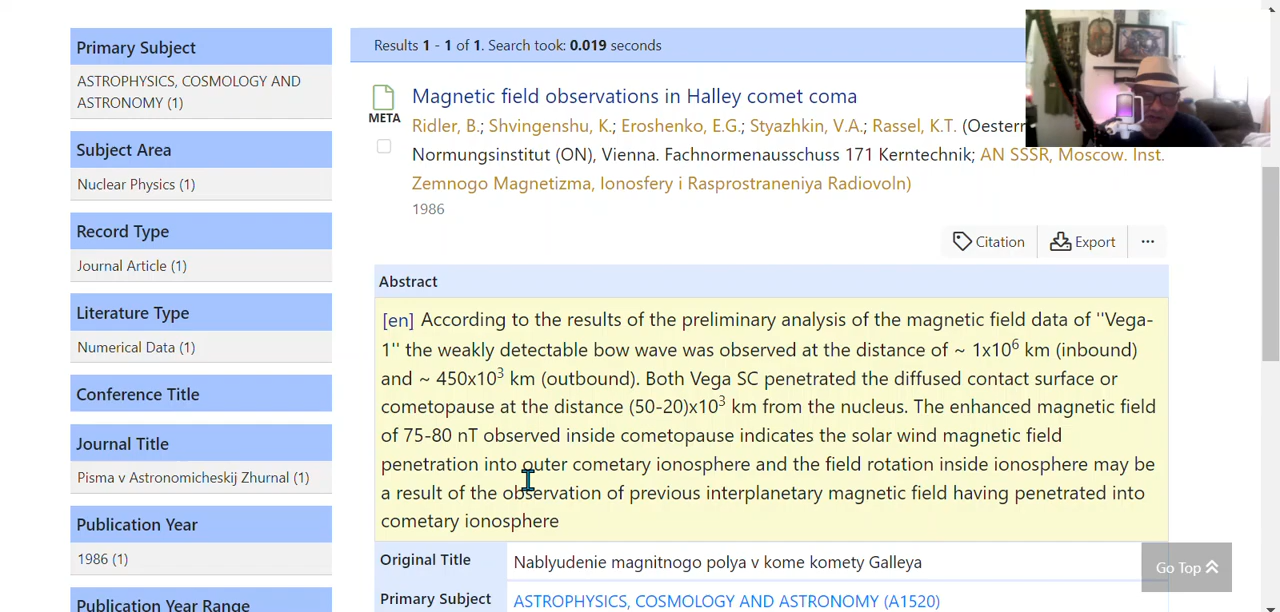 Primary Subject
ASTROPHYSICS, COSMOLOGY AND
ASTRONOMY (1)
Subject Area
Nuclear Physics (1)
Record Type
Journal Article (1)
Literature Type
Numerical Data (1)
Conference Title
Journal Title
Pisma v Astronomicheskij Zhurnal (1)
Publication Year
1986 (1)
Publication Year Range
Results 1 - 1 of 1. Search took: 0.019 seconds
META
Magnetic field observations in Halley comet coma
Ridler, B.; Shvingenshu, K.; Eroshenko, E.G.; Styazhkin, V.A.; Rassel, K.T. (Oestern
Normungsinstitut (ON), Vienna. Fachnormenausschuss 171 Kerntechnik; AN SSSR, Moscow. Inst.
Zemnogo Magnetizma, Ionosfery i Rasprostraneniya Radiovoln)
1986
Citation
Export
...
Abstract
[en] According to the results of the preliminary analysis of the magnetic field data of ''Vega-
1'' the weakly detectable bow wave was observed at the distance of ~ 1x10⁶ km (inbound)
and ~ 450x10³ km (outbound). Both Vega SC penetrated the diffused contact surface or
cometopause at the distance (50-20)x10³ km from the nucleus. The enhanced magnetic field
of 75-80 nT observed inside cometopause indicates the solar wind magnetic field
penetration into outer cometary ionosphere and the field rotation inside ionosphere may be
a result of the observation of previous interplanetary magnetic field having penetrated into
cometary ionosphere
Original Title
Nablyudenie magnitnogo polya v kome komety Galleya
Primary Subject
ASTROPHYSICS, COSMOLOGY AND ASTRONOMY (A1520)
Go Top